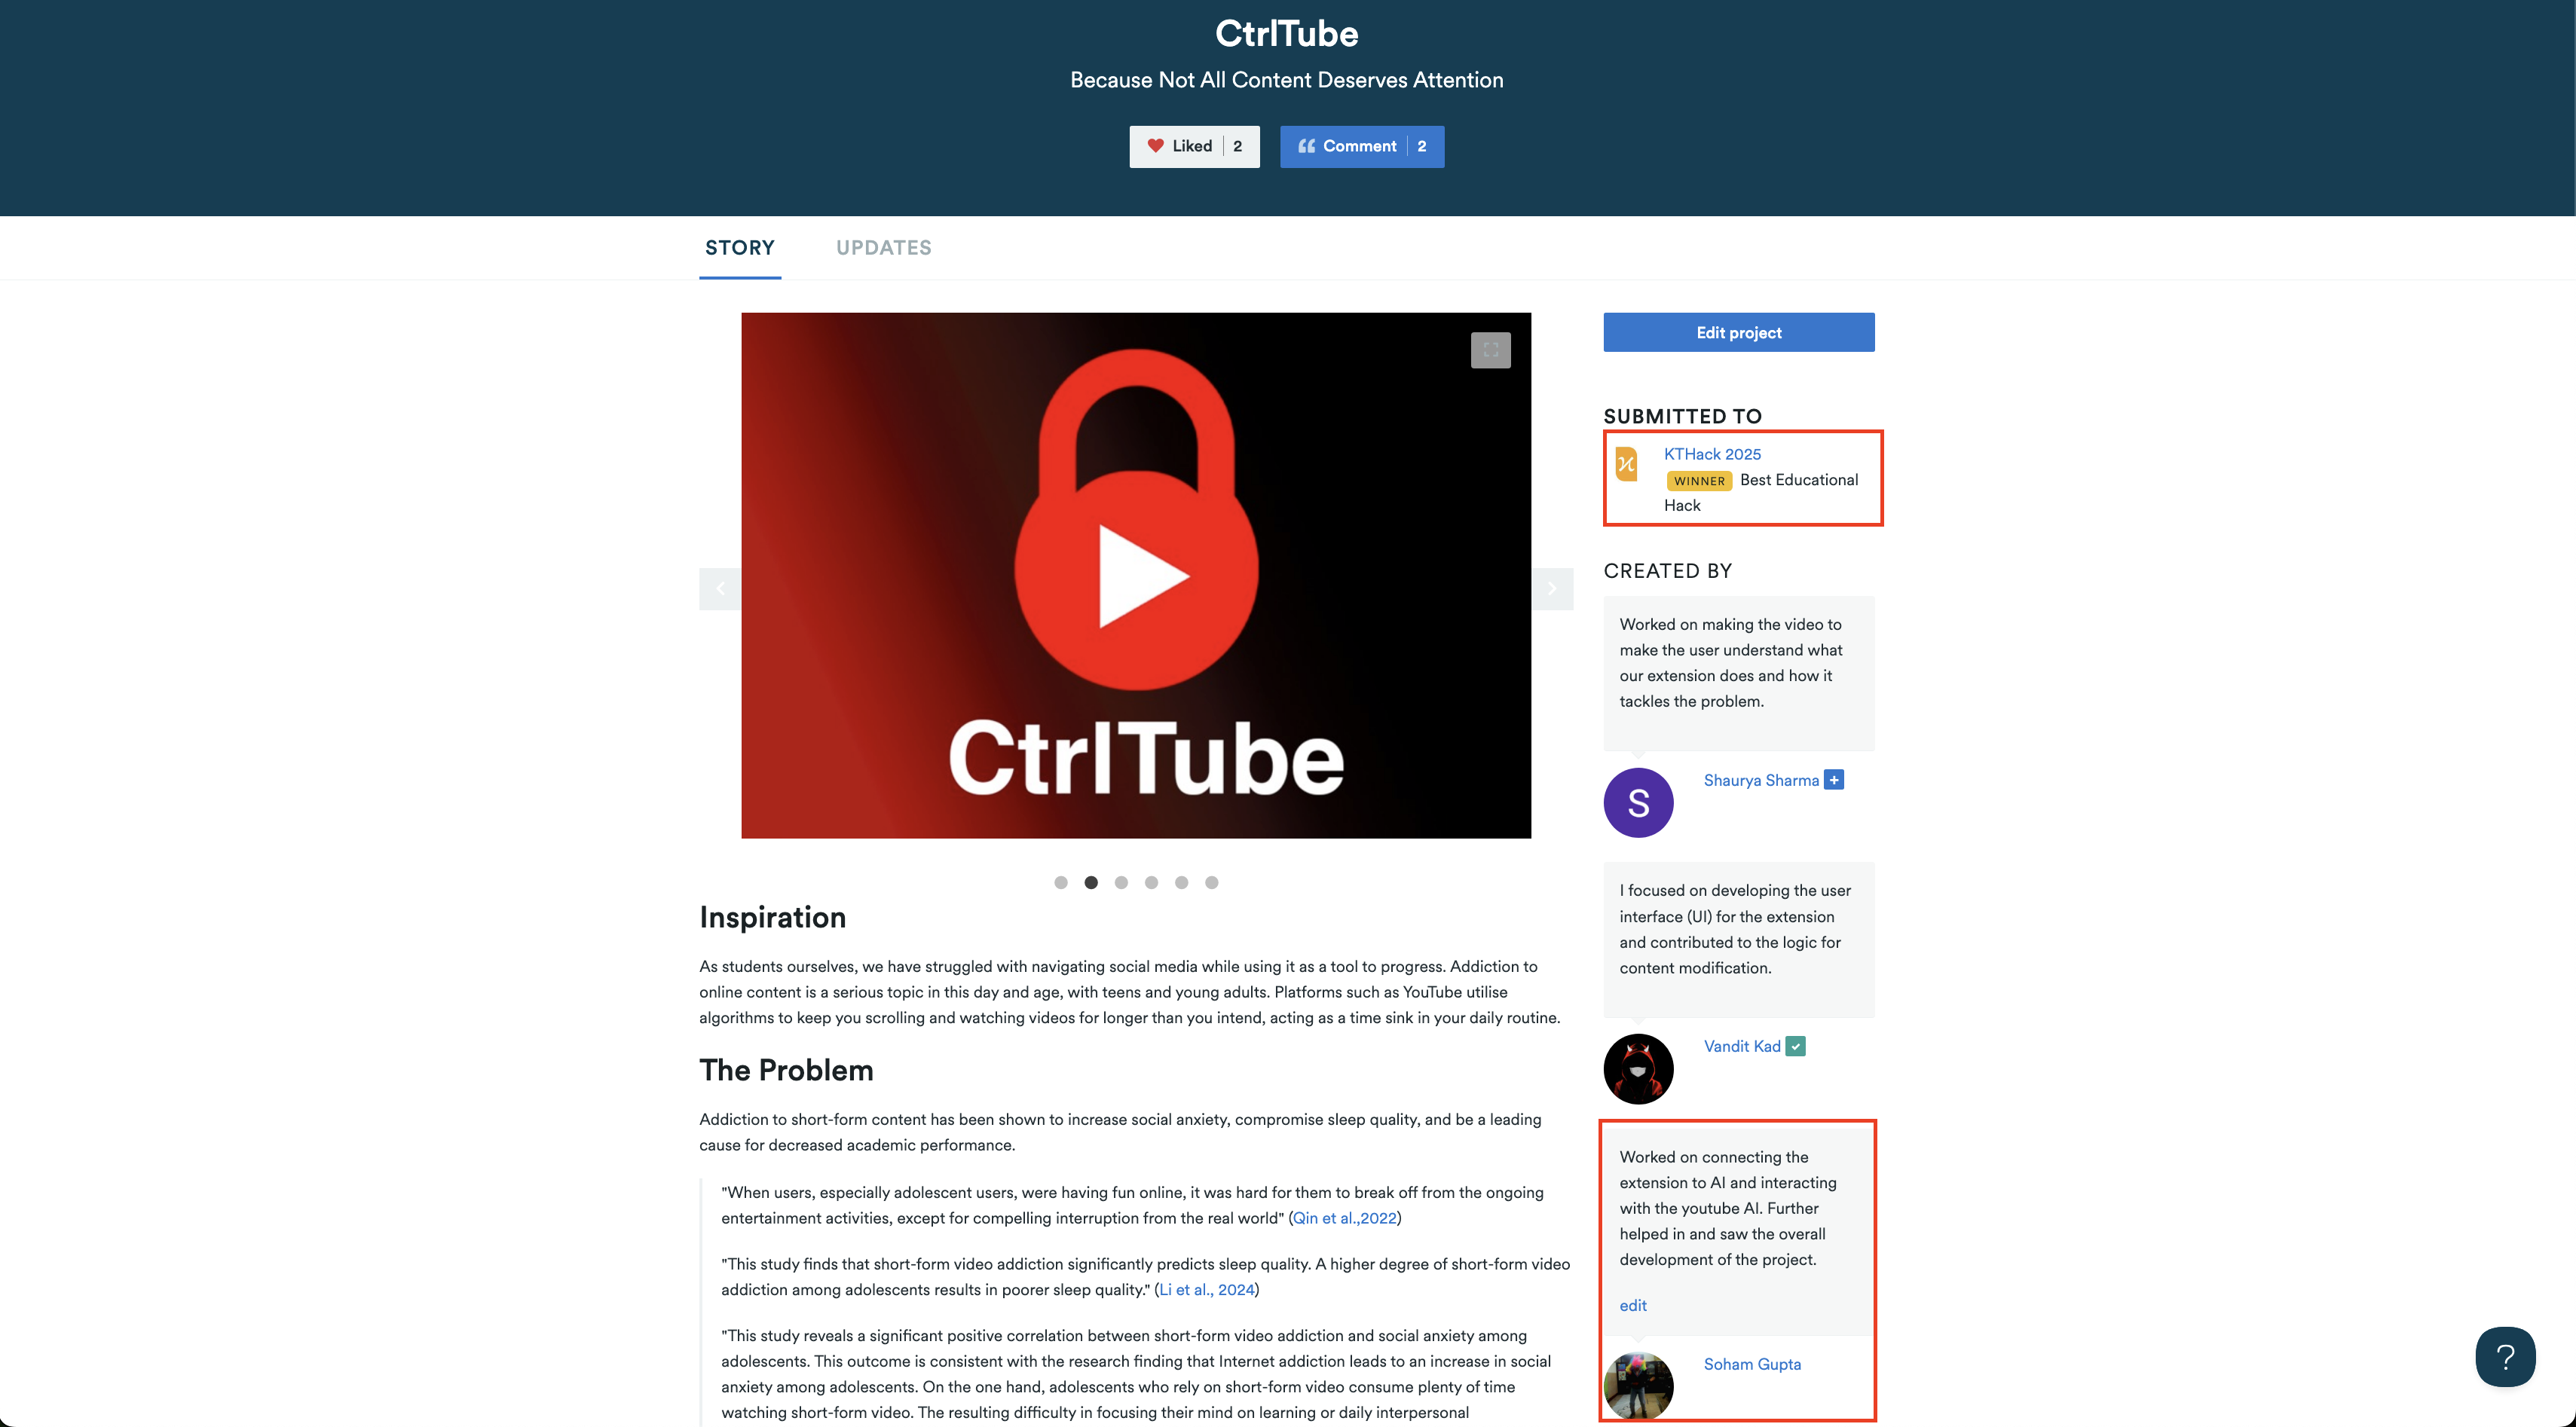 CtrlTube
Because Not All Content Deserves Attention
Liked 2
Comment 2
STORY
UPDATES
CtrlTube
Inspiration
As students ourselves, we have struggled with navigating social media while using it as a tool to progress. Addiction to
online content is a serious topic in this day and age, with teens and young adults. Platforms such as YouTube utilise
algorithms to keep you scrolling and watching videos for longer than you intend, acting as a time sink in your daily routine.
The Problem
Addiction to short-form content has been shown to increase social anxiety, compromise sleep quality, and be a leading
cause for decreased academic performance.
"When users, especially adolescent users, were having fun online, it was hard for them to break off from the ongoing
entertainment activities, except for compelling interruption from the real world" (Qin et al.,2022)
"This study finds that short-form video addiction significantly predicts sleep quality. A higher degree of short-form video
addiction among adolescents results in poorer sleep quality." (Li et al., 2024)
"This study reveals a significant positive correlation between short-form video addiction and social anxiety among
adolescents. This outcome is consistent with the research finding that Internet addiction leads to an increase in social
anxiety among adolescents. On the one hand, adolescents who rely on short-form video consume plenty of time
watching short-form video. The resulting difficulty in focusing their mind on learning or daily interpersonal
Edit project
SUBMITTED TO
KTHack 2025
WINNER Best Educational
Hack
CREATED BY
Worked on making the video to
make the user understand what
our extension does and how it
tackles the problem.
S
Shaurya Sharma +
I focused on developing the user
interface (UI) for the extension
and contributed to the logic for
content modification.
Vandit Kad
Worked on connecting the
extension to AI and interacting
with the youtube AI. Further
helped in and saw the overall
development of the project.
edit
Soham Gupta
?